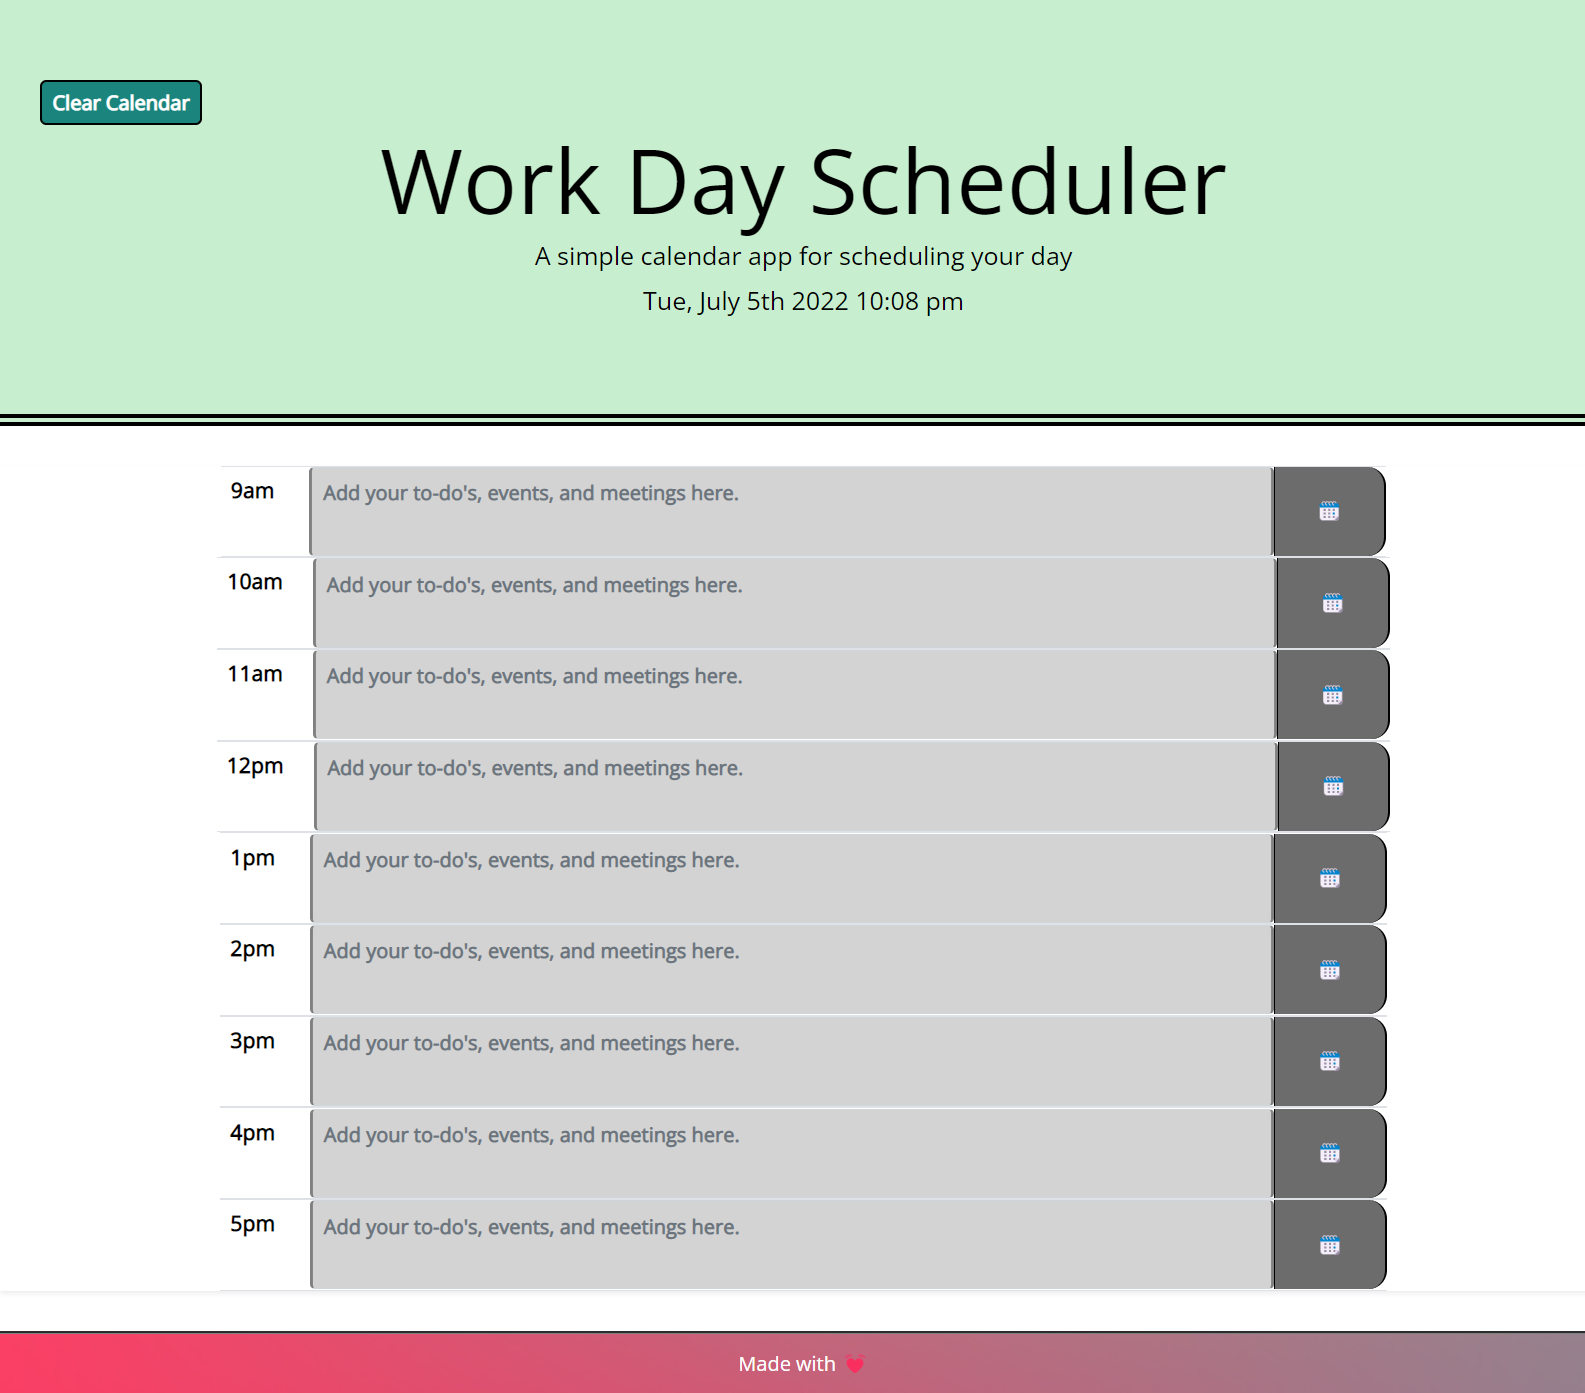 Clear Calendar
Work Day Scheduler
A simple calendar app for scheduling your day
Tue, July 5th 2022 10:08 pm
9am Add your to-do's, events, and meetings here.
10am Add your to-do's, events, and meetings here.
11am Add your to-do's, events, and meetings here.
12pm Add your to-do's, events, and meetings here.
1pm Add your to-do's, events, and meetings here.
2pm Add your to-do's, events, and meetings here.
3pm Add your to-do's, events, and meetings here.
4pm Add your to-do's, events, and meetings here.
5pm Add your to-do's, events, and meetings here.
Made with